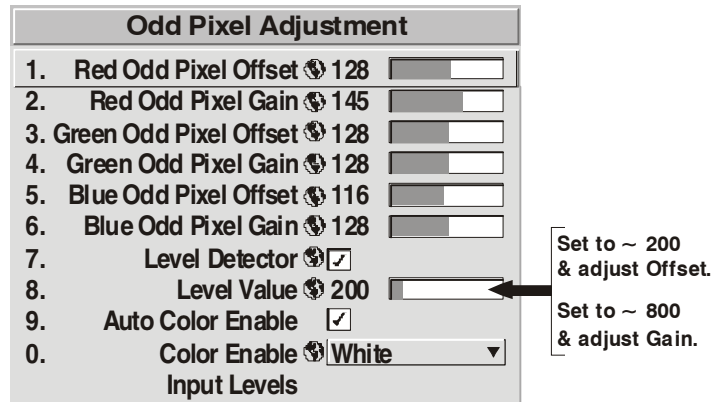 Odd Pixel Adjustment
1. Red Odd Pixel Offset 128
2. Red Odd Pixel Gain 145
3. Green Odd Pixel Offset 128
4. Green Odd Pixel Gain 128
5. Blue Odd Pixel Offset 116
6. Blue Odd Pixel Gain 128
7. Level Detector
8. Level Value 200
9. Auto Color Enable
0. Color Enable White
Input Levels
Set to ~ 200
& adjust Offset.
Set to ~ 800
& adjust Gain.